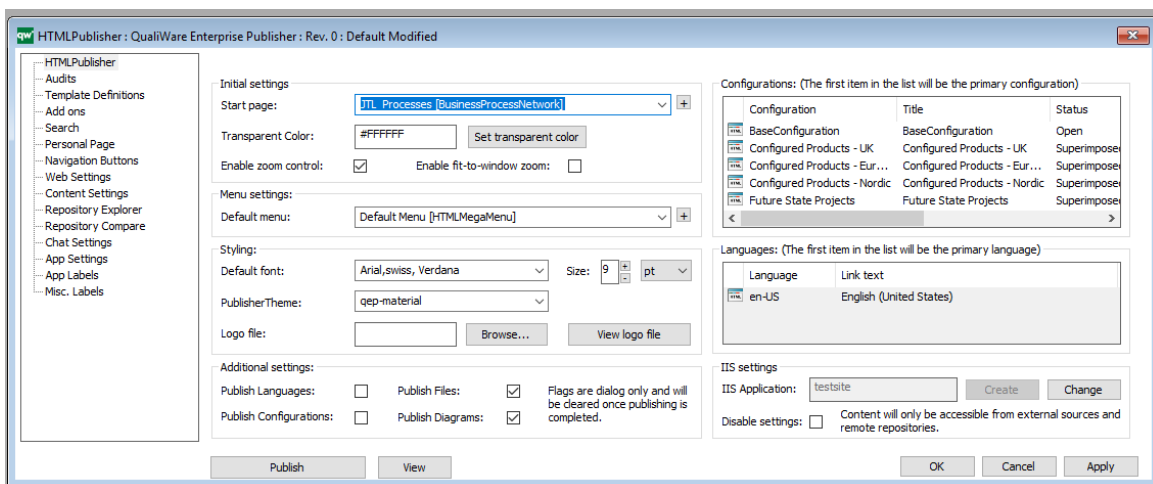 qw HTMLPublisher : QualiWare Enterprise Publisher : Rev. 0 : Default Modified
HTMLPublisher
Audits
Template Definitions
Add ons
Search
Personal Page
Navigation Buttons
Web Settings
Content Settings
Repository Explorer
Repository Compare
Chat Settings
App Settings
App Labels
Misc. Labels
Initial settings
Start page: JTL Processes [BusinessProcessNetwork] +
Transparent Color: #FFFFFF Set transparent color
Enable zoom control: Enable fit-to-window zoom:
Menu settings:
Default menu: Default Menu [HTMLMegaMenu] +
Styling:
Default font: Arial,swiss, Verdana Size: 9 + - pt
PublisherTheme: qep-material
Logo file: Browse... View logo file
Additional settings:
Publish Languages: Publish Files: Flags are dialog only and will
be cleared once publishing is
Publish Configurations: Publish Diagrams: completed.
Configurations: (The first item in the list will be the primary configuration)
Configuration Title Status
BaseConfiguration BaseConfiguration Open
Configured Products - UK Configured Products - UK Superimpose
Configured Products - Eur... Configured Products - Eur... Superimpose
Configured Products - Nordic Configured Products - Nordic Superimpose
Future State Projects Future State Projects Superimpose
Languages: (The first item in the list will be the primary language)
Language Link text
en-US English (United States)
IIS settings
IIS Application: testsite Create Change
Disable settings: Content will only be accessible from external sources and
remote repositories.
Publish View OK Cancel Apply